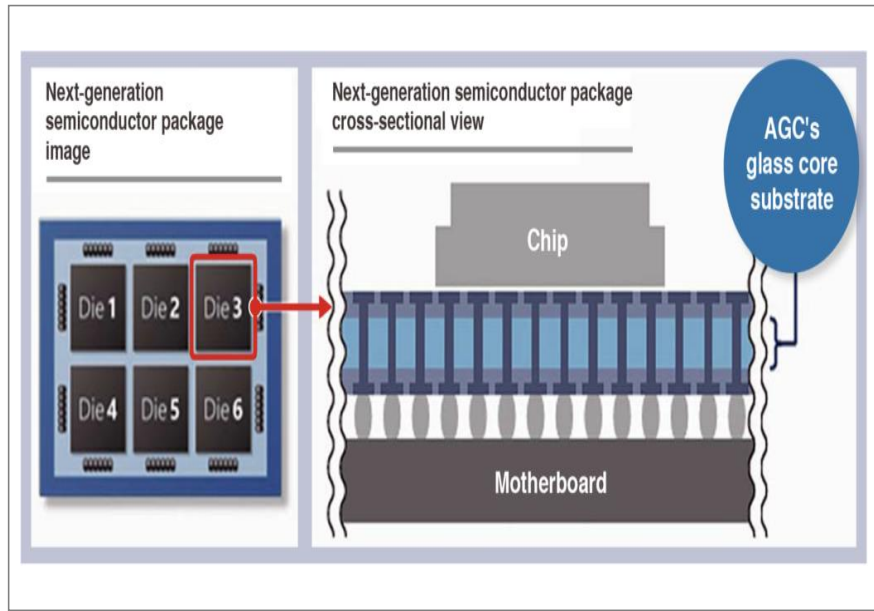 Next-generation
semiconductor package
image
Next-generation semiconductor package
cross-sectional view
AGC's
glass core
substrate
Die 1
Die 2
Die 3
Die 4
Die 5
Die 6
Chip
Motherboard